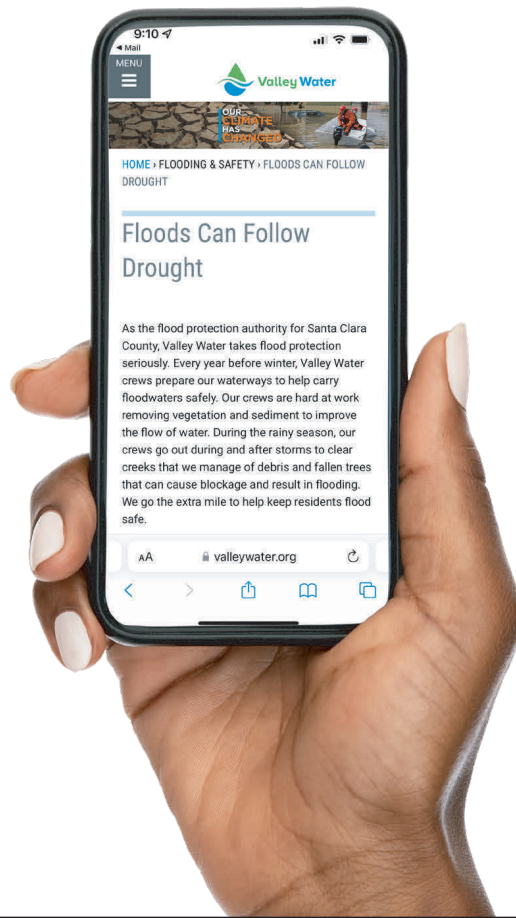 9:10
Mail
MENU
Valley Water
OUR
CLIMATE
HAS
CHANGED
HOME › FLOODING & SAFETY › FLOODS CAN FOLLOW
DROUGHT
Floods Can Follow
Drought
As the flood protection authority for Santa Clara
County, Valley Water takes flood protection
seriously. Every year before winter, Valley Water
crews prepare our waterways to help carry
floodwaters safely. Our crews are hard at work
removing vegetation and sediment to improve
the flow of water. During the rainy season, our
crews go out during and after storms to clear
creeks that we manage of debris and fallen trees
that can cause blockage and result in flooding.
We go the extra mile to help keep residents flood
safe.
AA valleywater.org